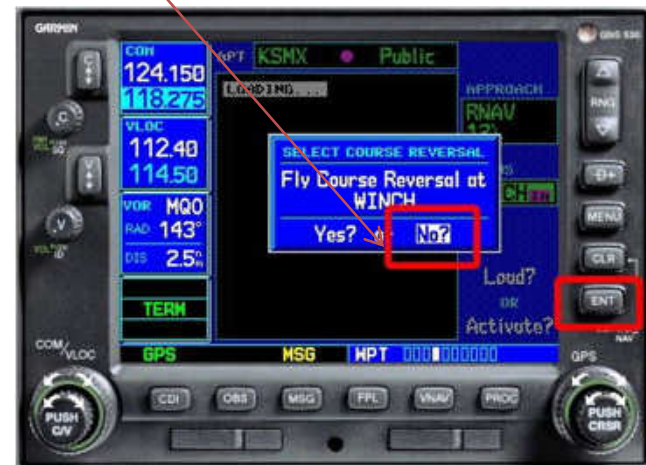 GARMIN
GNS 530
COM
124.150
118.275
APT KSMX Public
LOADING...
APPROACH
RNAV
VLOC
112.40
114.50
SELECT COURSE REVERSAL
Fly Course Reversal at
WINCH
Yes? or No?
VOR MQO
RAD 143°
DIS 2.5
Load?
OR
Activate?
TERM
GPS MSG WPT
C
V
RNG
MENU
CLR
ENT
NAV
COM/VLOC
GPS
PUSH
C/V
CDI OBS MSG FPL VNAV PROC
PUSH
CRSR